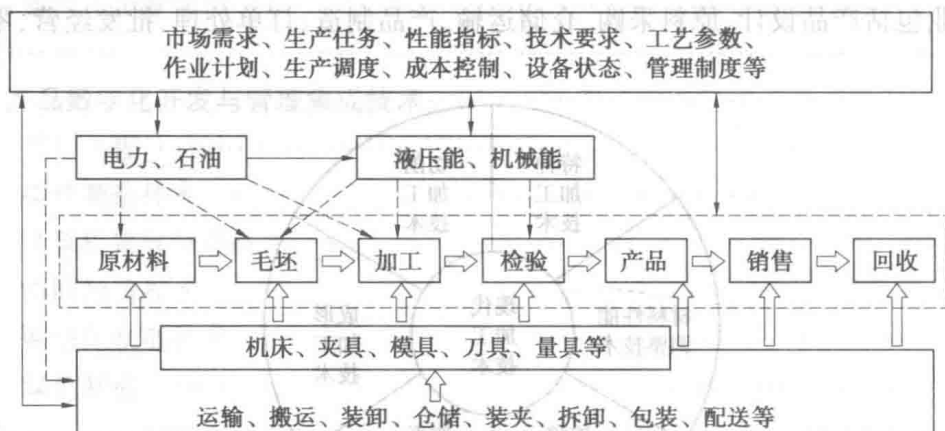 市场需求、生产任务、性能指标、技术要求、工艺参数、
作业计划、生产调度、成本控制、设备状态、管理制度等
电力、石油
液压能、机械能
原材料
毛坯
加工
检验
产品
销售
回收
机床、夹具、模具、刀具、量具等
运输、搬运、装卸、仓储、装夹、拆卸、包装、配送等